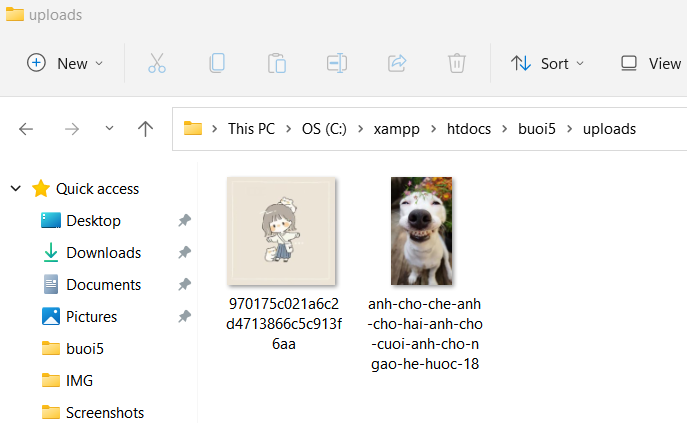 uploads
New
Sort
View
This PC > OS (C:) > xampp > htdocs > buoi5 > uploads
Quick access
Desktop
Downloads
Documents
Pictures
buoi5
IMG
Screenshots
970175c021a6c2
d4713866c5c913f
6aa
anh-cho-che-anh
-cho-hai-anh-cho
-cuoi-anh-cho-n
gao-he-huoc-18